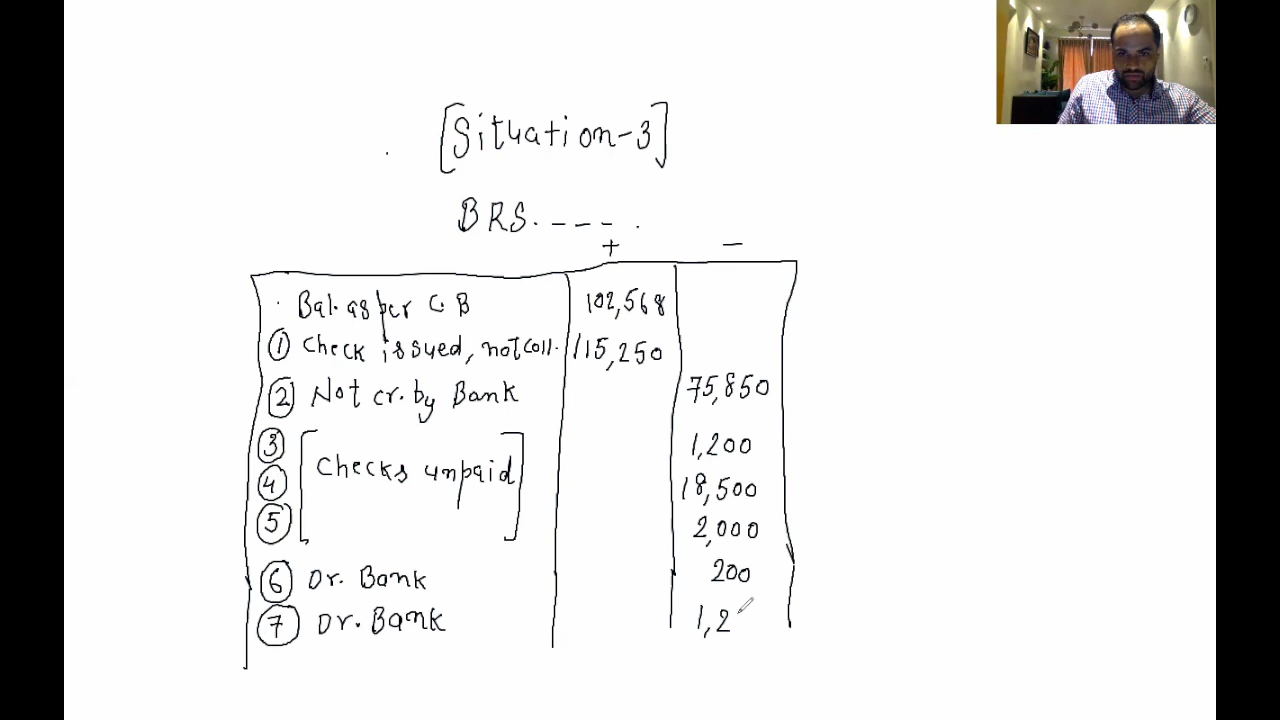 [Situation-3]
BRS. ---.
+ −
Bal. as per C.B 102,568
① Check issued, not coll. 115,250
② Not cr. by Bank 75,850
③ 1,200
Checks unpaid
④ 18,500
⑤ 2,000
⑥ Dr. Bank 200
⑦ Dr. Bank 1,2